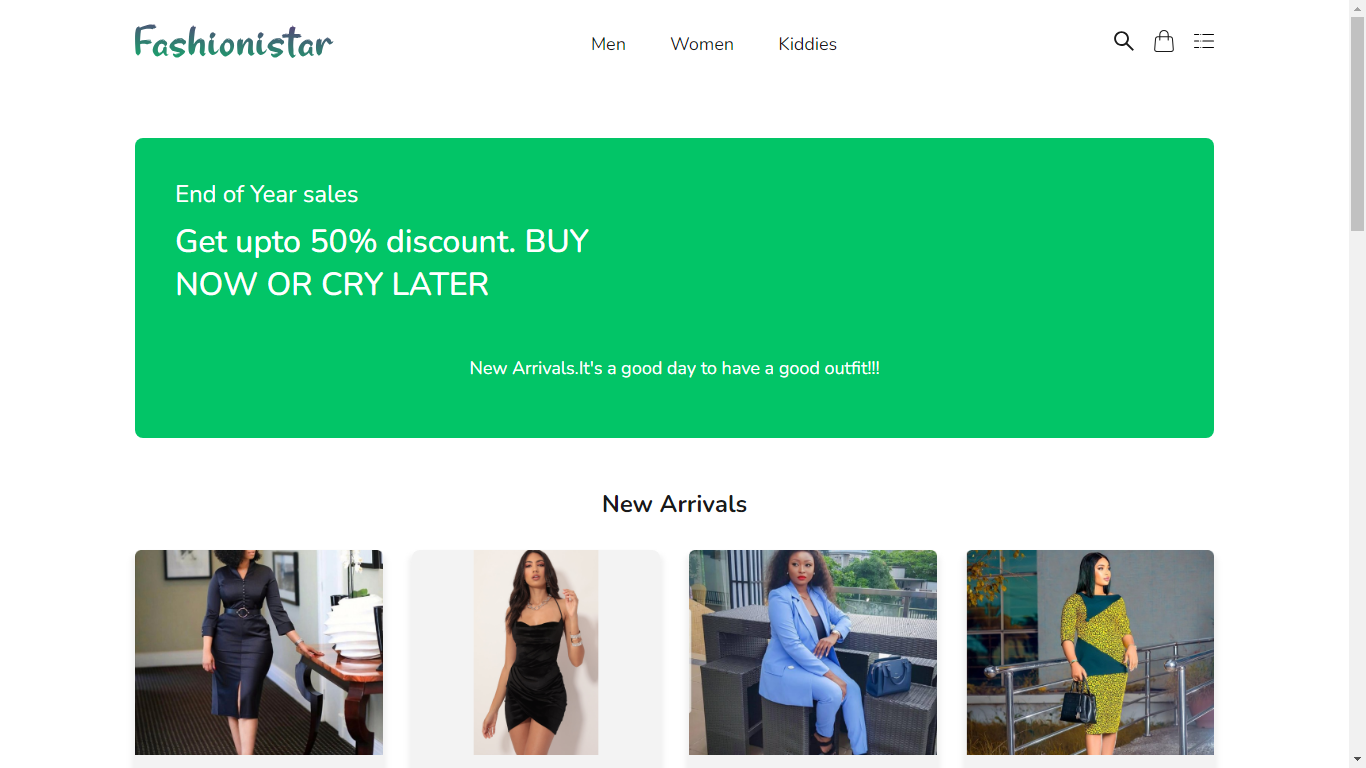 Fashionistar
Men Women Kiddies
End of Year sales
Get upto 50% discount. BUY
NOW OR CRY LATER
New Arrivals.It's a good day to have a good outfit!!!
New Arrivals